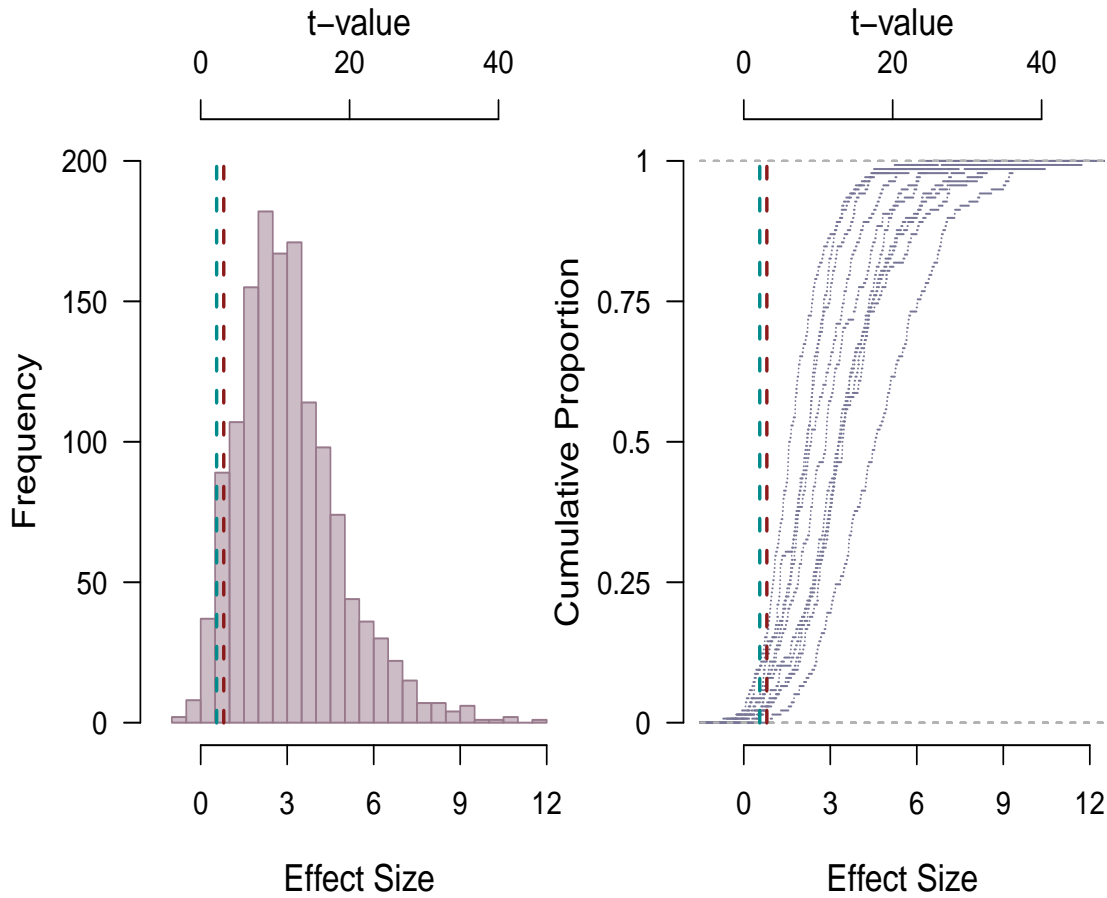 t−value
0 20 40
200
150
100
50
0
Frequency
0 3 6 9 12
Effect Size
t−value
0 20 40
1
0.75
0.5
0.25
0
Cumulative Proportion
0 3 6 9 12
Effect Size